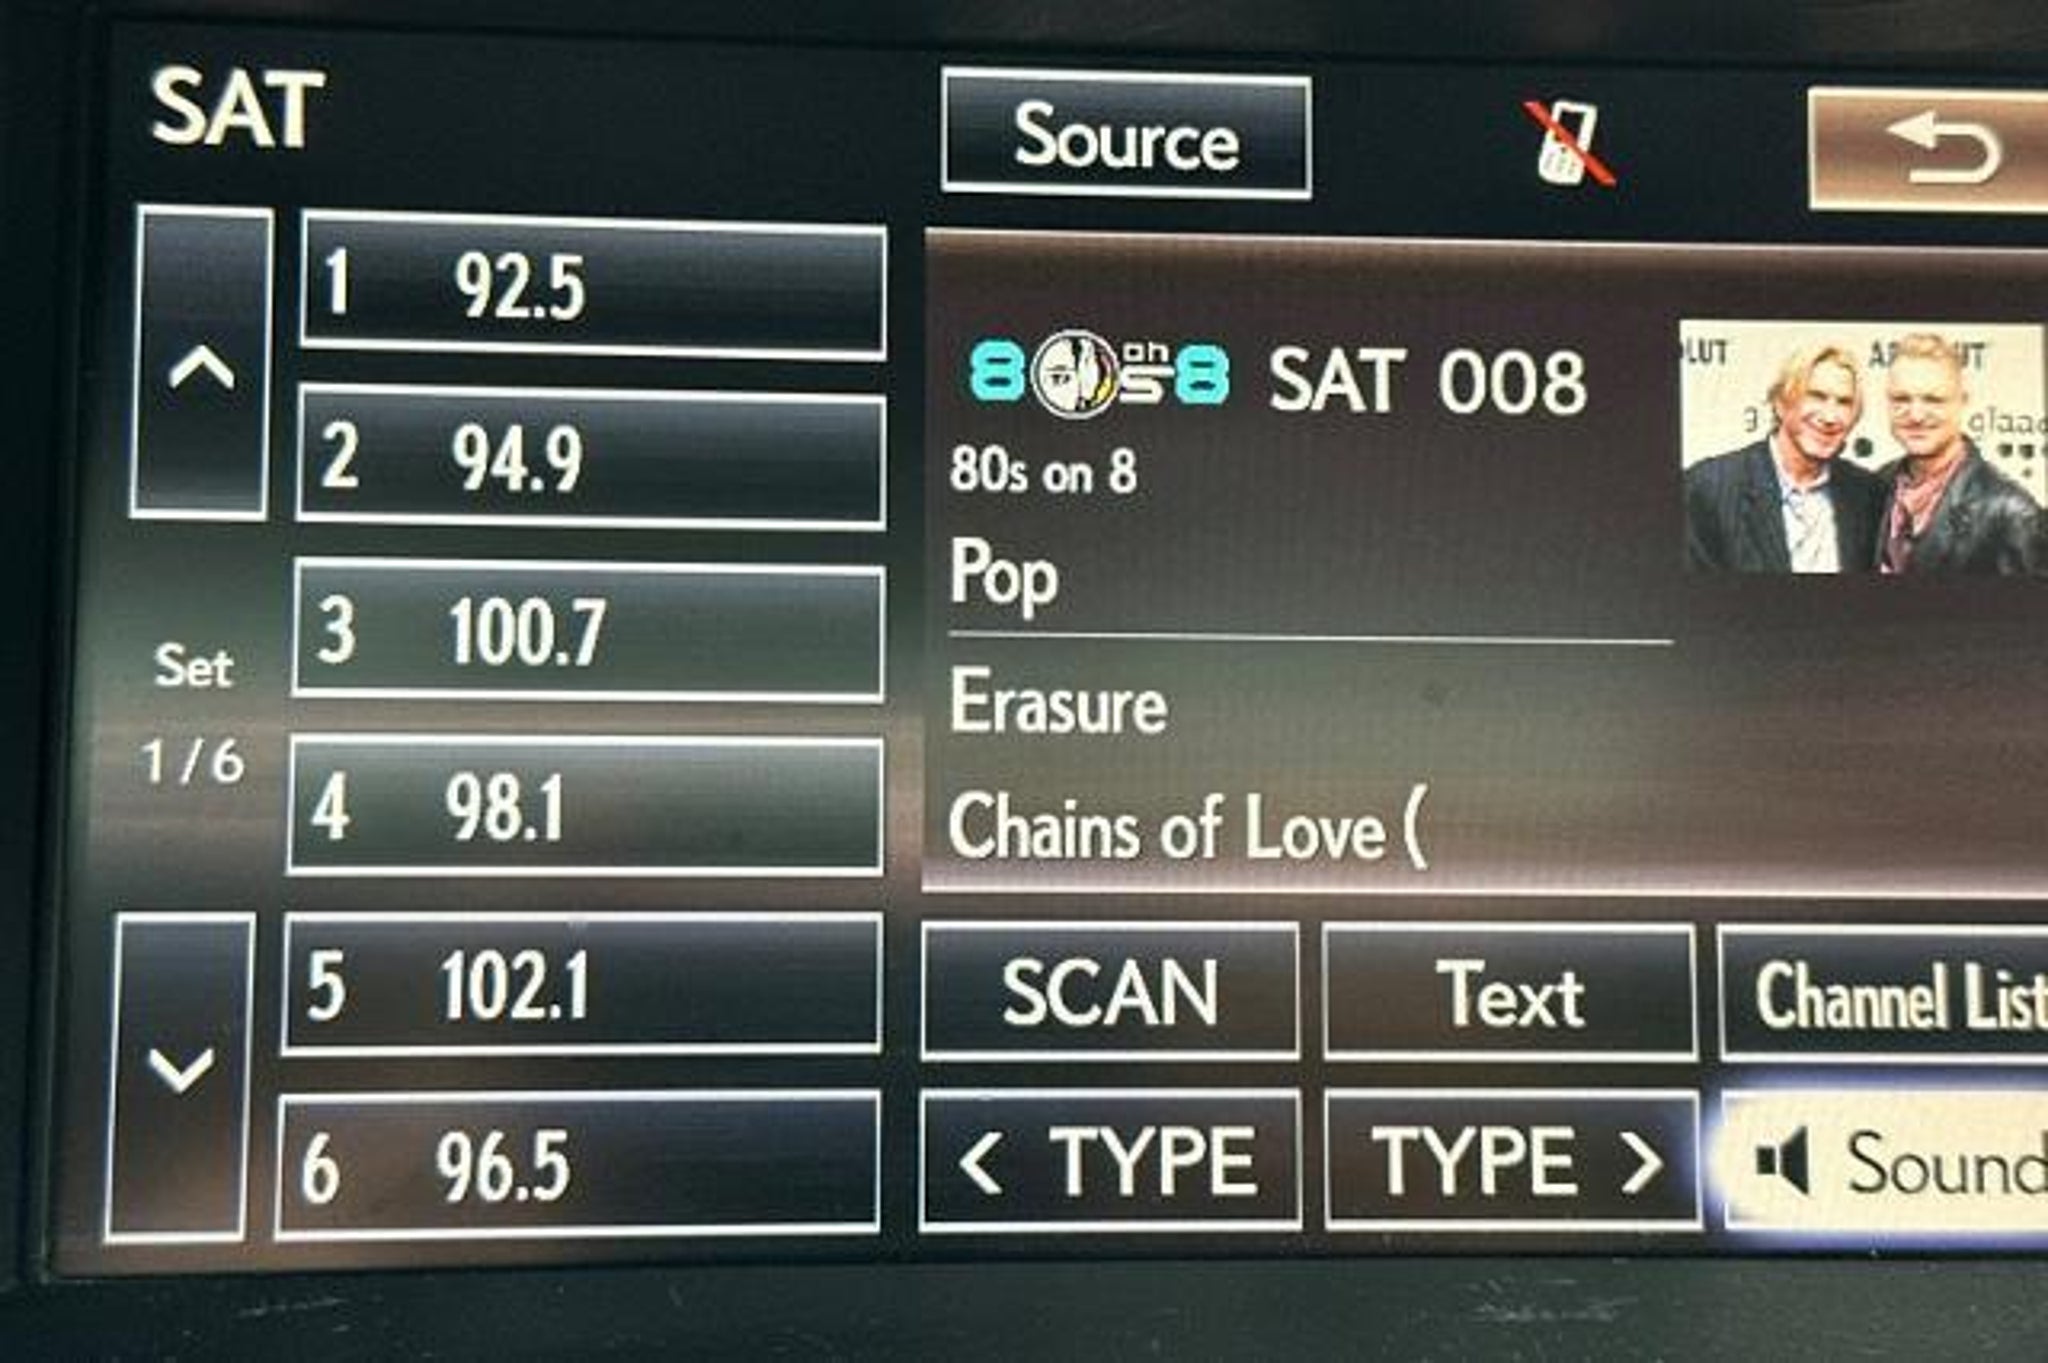 SAT
Source
1 92.5
2 94.9
3 100.7
Set
1/6
4 98.1
5 102.1
6 96.5
80s on 8 SAT 008
80s on 8
Pop
Erasure
Chains of Love (
LUT
glaad
SCAN
Text
Channel List
< TYPE
TYPE >
Sound